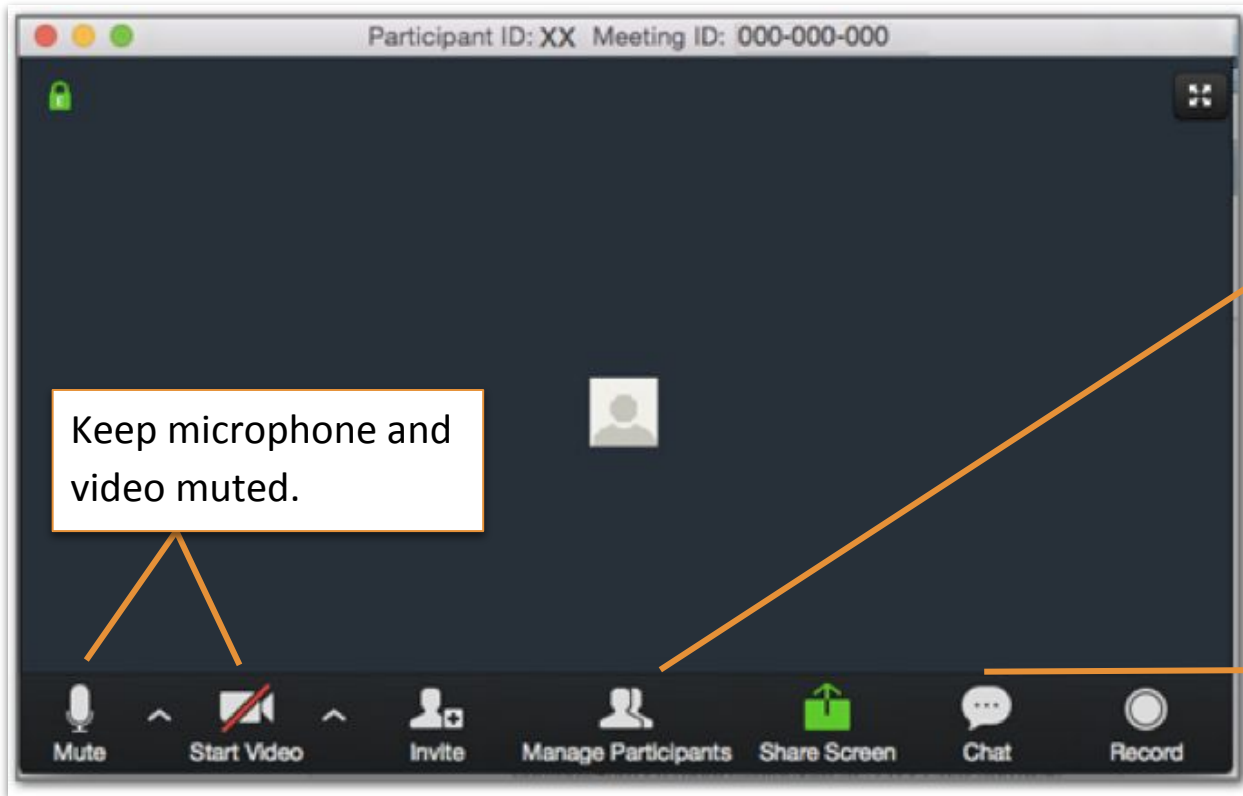 Participant ID: XX Meeting ID: 000-000-000
Keep microphone and
video muted.
Mute Start Video Invite Manage Participants Share Screen Chat Record